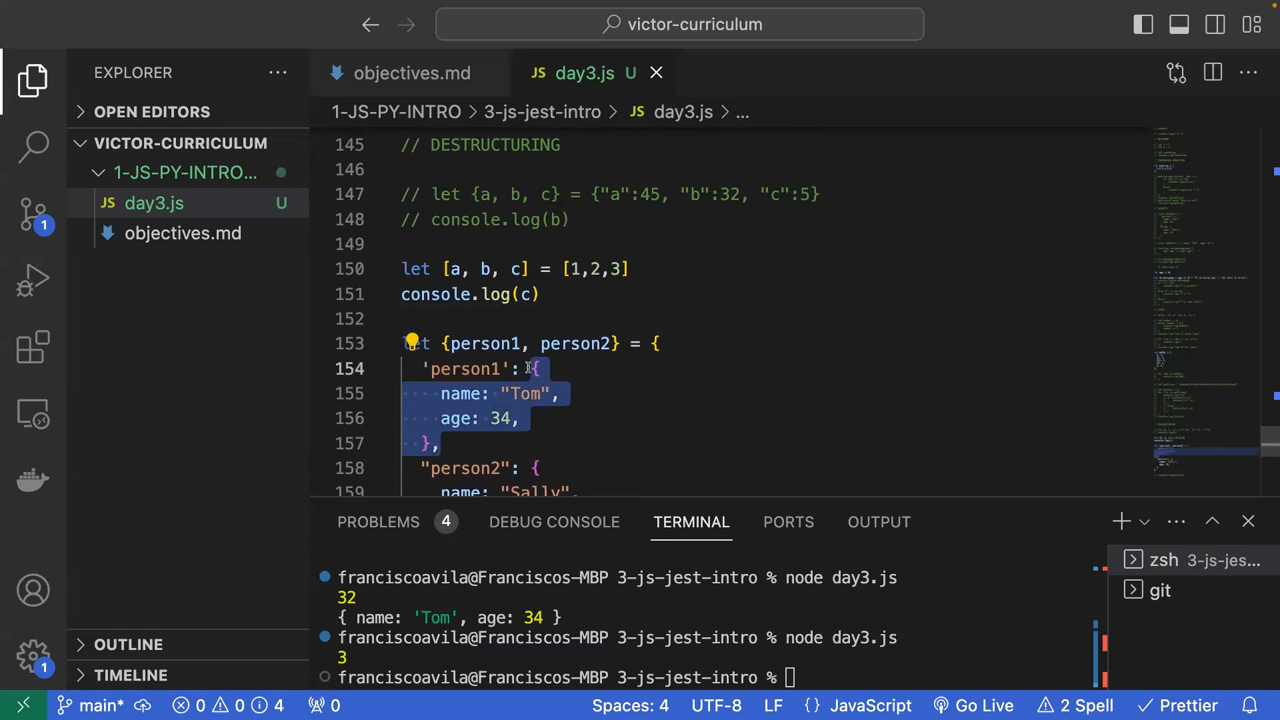 victor-curriculum
EXPLORER
objectives.md
JS day3.js U
OPEN EDITORS
1-JS-PY-INTRO > 3-js-jest-intro > JS day3.js > ...
VICTOR-CURRICULUM
1-JS-PY-INTRO...
JS day3.js U
objectives.md
145 // DESTRUCTURING
146
147 // let {a, b, c} = {"a":45, "b":32, "c":5}
148 // console.log(b)
149
150 let [a, b, c] = [1,2,3]
151 console.log(c)
152
153 let {person1, person2} = {
154 'person1': {
155 name: "Tom",
156 age: 34,
157 },
158 "person2": {
159 name: "Sally",
1
PROBLEMS 4 DEBUG CONSOLE TERMINAL PORTS OUTPUT
franciscoavila@Franciscos-MBP 3-js-jest-intro % node day3.js
32
{ name: 'Tom', age: 34 }
franciscoavila@Franciscos-MBP 3-js-jest-intro % node day3.js
3
franciscoavila@Franciscos-MBP 3-js-jest-intro %
zsh 3-js-jes...
git
OUTLINE
TIMELINE
1
main* 0 0 4 0 Spaces: 4 UTF-8 LF {} JavaScript Go Live 2 Spell Prettier